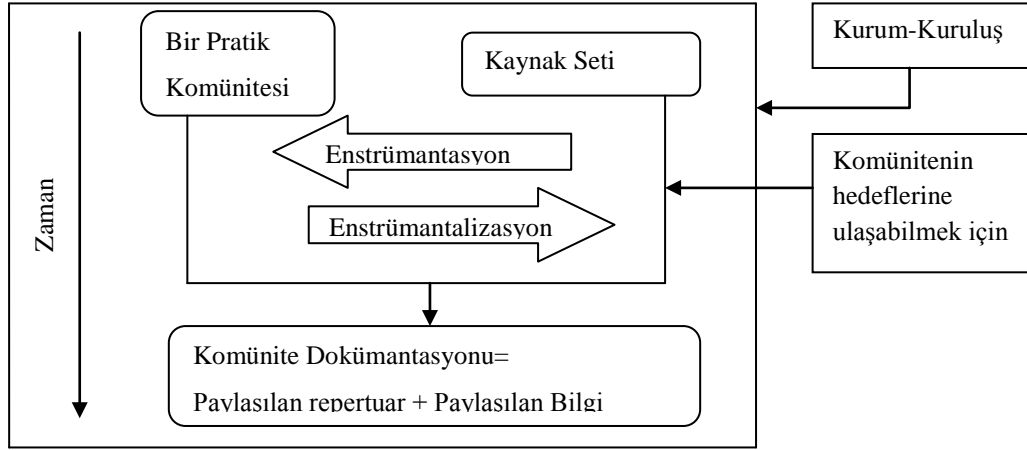 Bir Pratik
Komünitesi
Kaynak Seti
Kurum-Kuruluş
Enstrümantasyon
Enstrümantalizasyon
Komünitenin
hedeflerine
ulaşabilmek için
Zaman
Komünite Dokümantasyonu=
Paylaşılan repertuar + Paylaşılan Bilgi